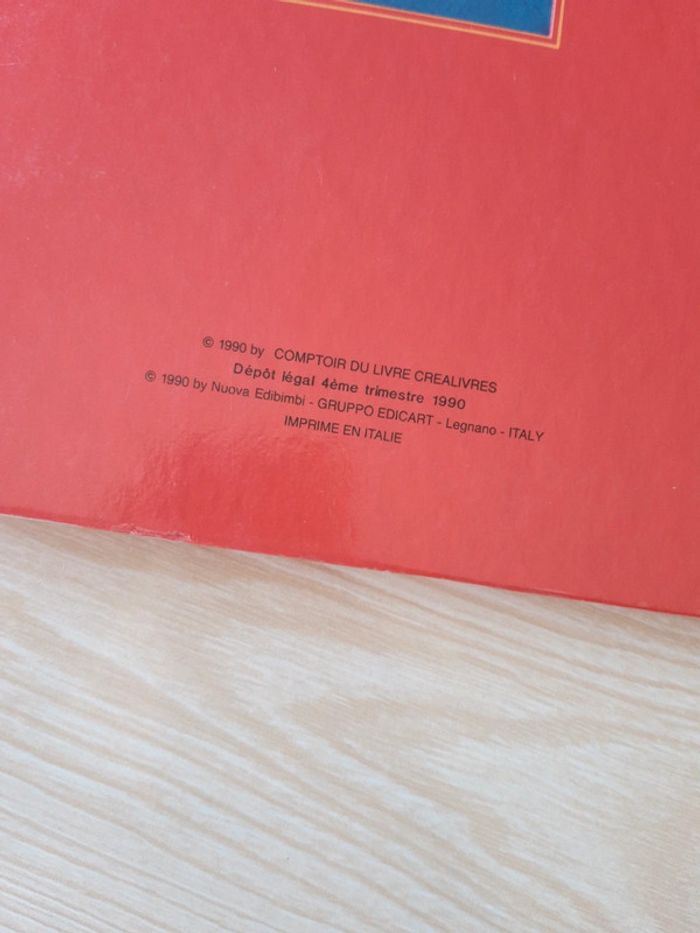 © 1990 by COMPTOIR DU LIVRE CREALIVRES
Dépôt légal 4ème trimestre 1990
© 1990 by Nuova Edibimbi - GRUPPO EDICART - Legnano - ITALY
IMPRIME EN ITALIE